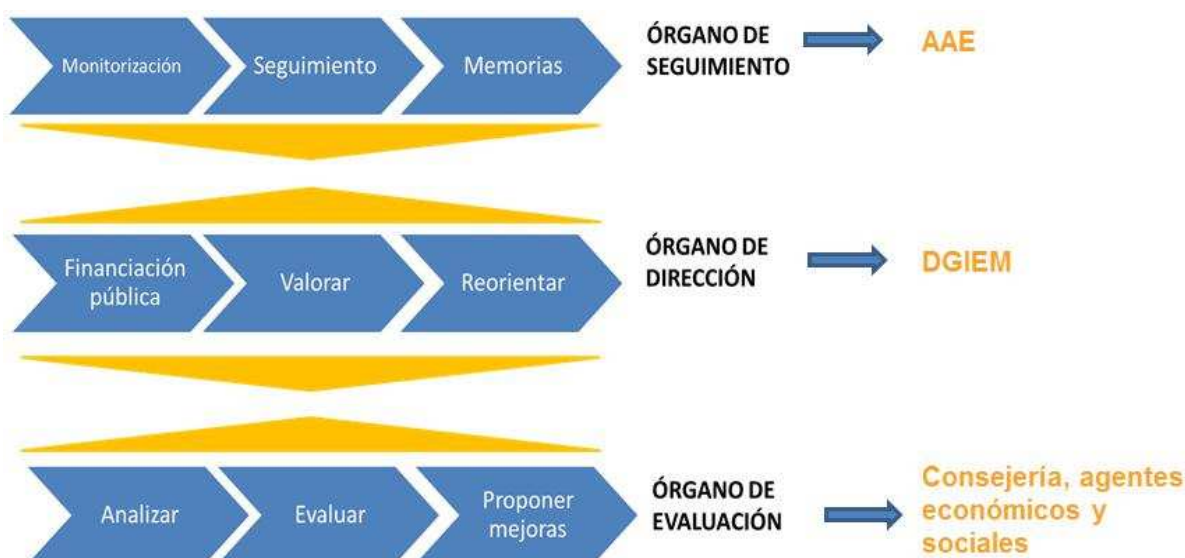 Monitorización
Seguimiento
Memorias
ÓRGANO DE
SEGUIMIENTO
AAE
Financiación
pública
Valorar
Reorientar
ÓRGANO DE
DIRECCIÓN
DGIEM
Analizar
Evaluar
Proponer
mejoras
ÓRGANO DE
EVALUACIÓN
Consejería, agentes
económicos y
sociales